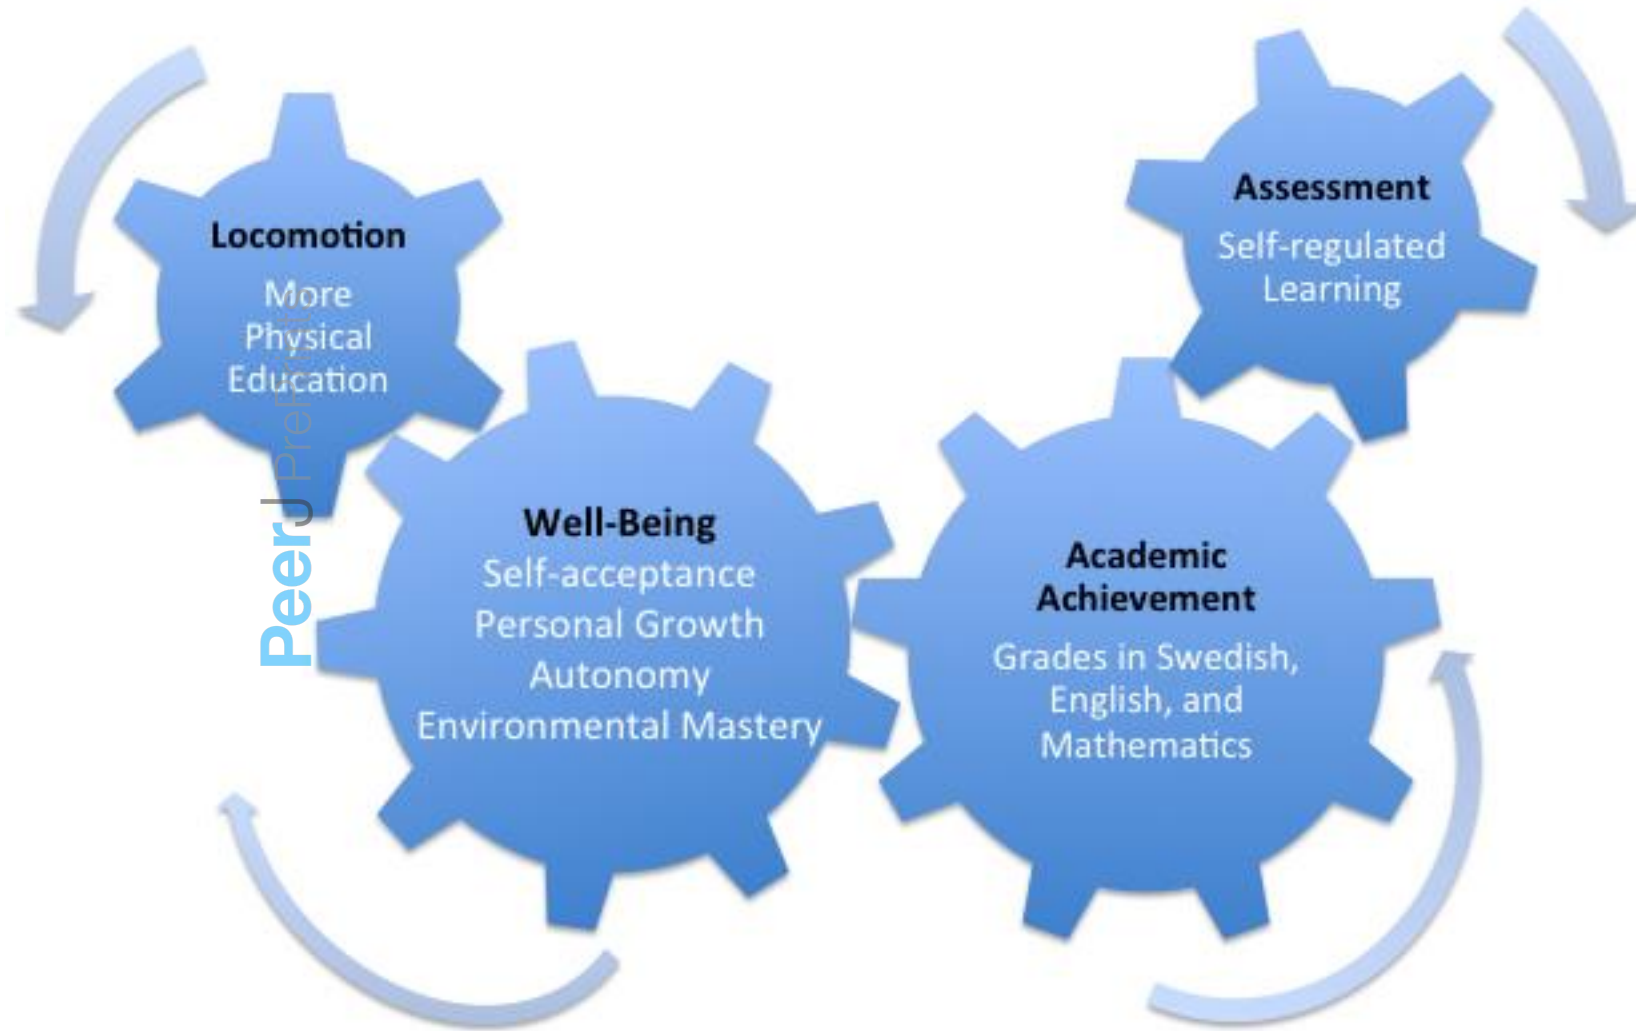 Locomotion
More
Physical
Education
Assessment
Self-regulated
Learning
Well-Being
Self-acceptance
Personal Growth
Autonomy
Environmental Mastery
Academic
Achievement
Grades in Swedish,
English, and
Mathematics
PeerJ